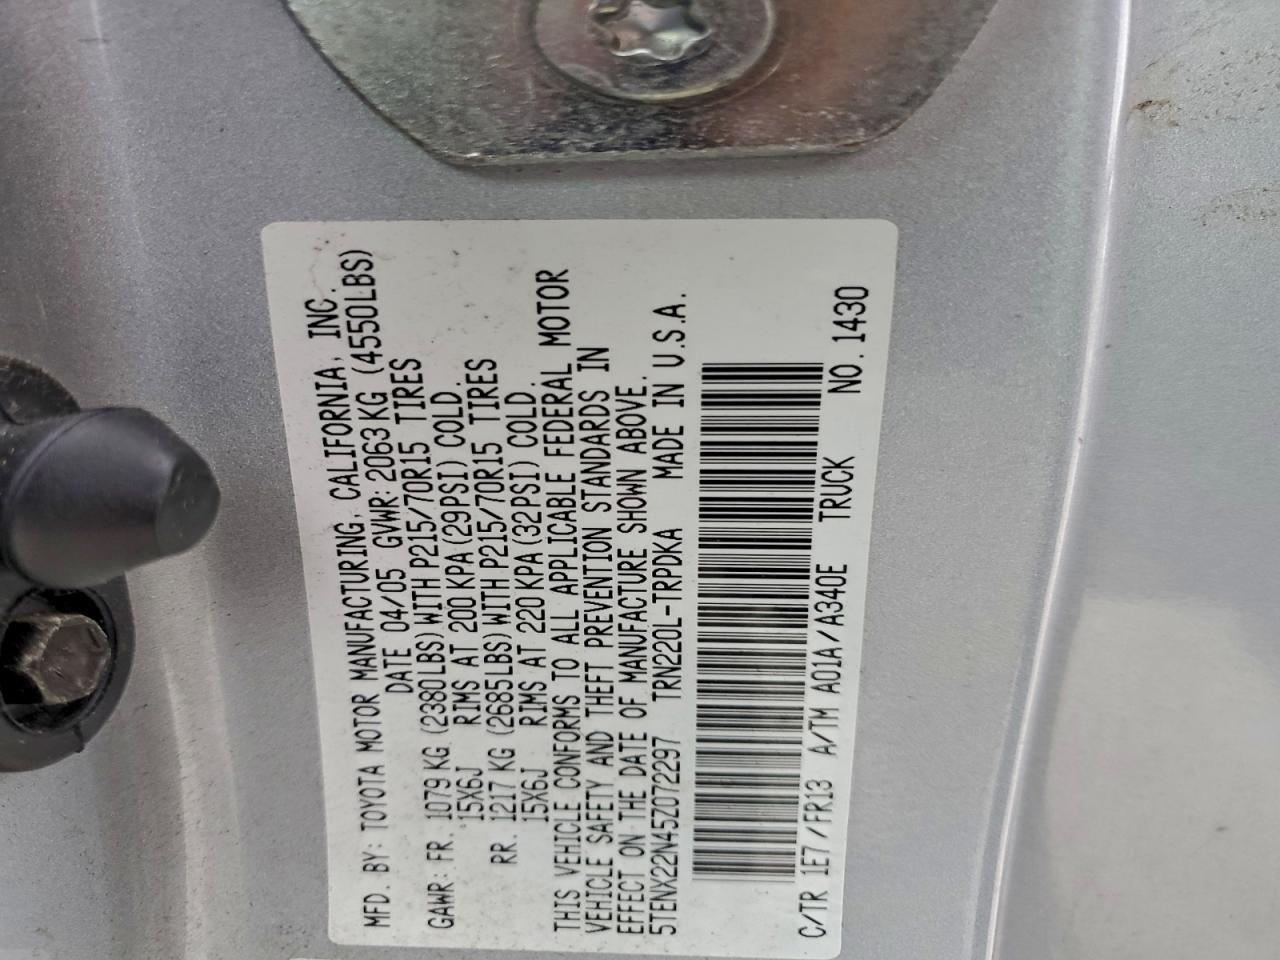 MFD. BY: TOYOTA MOTOR MANUFACTURING, CALIFORNIA, INC.
DATE 04/05 GVWR: 2063KG (4550LBS)
GAWR: FR. 1079 KG (2380LBS) WITH P215/70R15 TIRES
15X6J RIMS AT 200 KPA (29PSI) COLD.
RR. 1217 KG (2685LBS) WITH P215/70R15 TIRES
15X6J RIMS AT 220 KPA (32PSI) COLD.
THIS VEHICLE CONFORMS TO ALL APPLICABLE FEDERAL MOTOR
VEHICLE SAFETY AND THEFT PREVENTION STANDARDS IN
EFFECT ON THE DATE OF MANUFACTURE SHOWN ABOVE.
5TENX22N45Z072297 TRN220L-TRPDKA MADE IN U.S.A.
C/TR 1E7/FR13 A/TM A01A/A340E TRUCK NO.1430